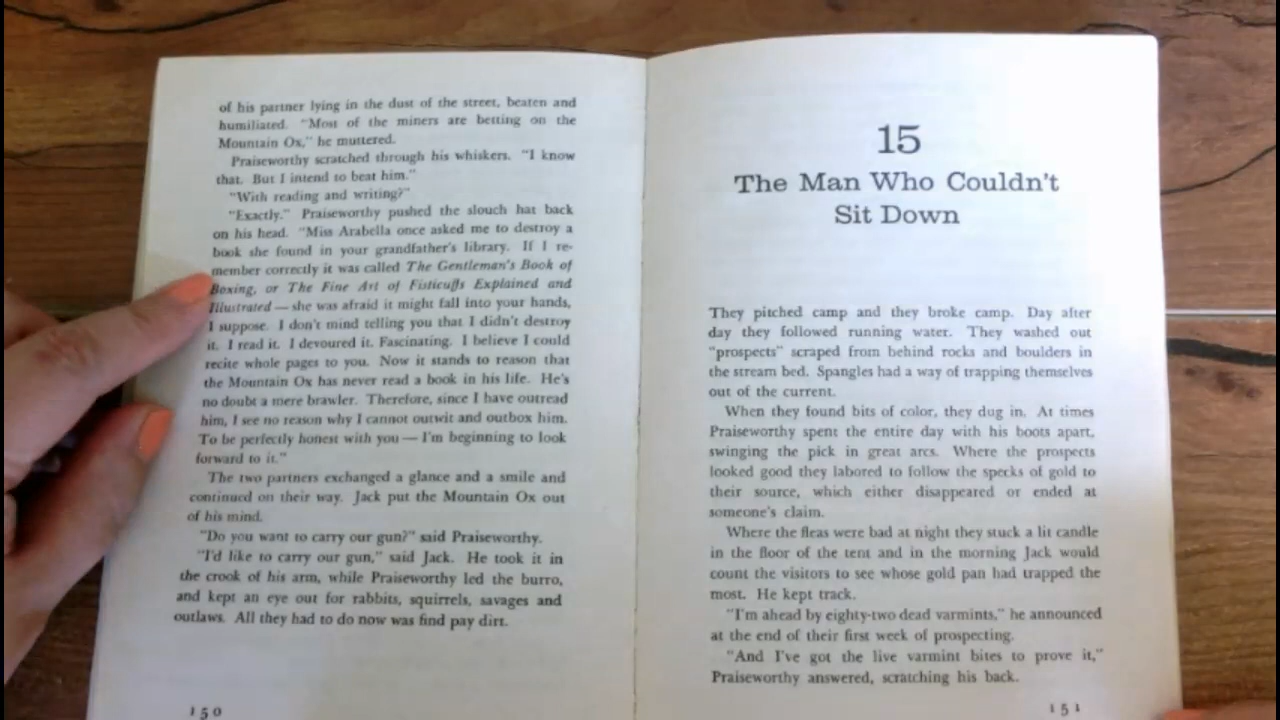 of his partner lying in the dust of the street, beaten and
humiliated. "Most of the miners are betting on the
Mountain Ox," he muttered.
Praiseworthy scratched through his whiskers. "I know
that. But I intend to beat him."
"With reading and writing?"
"Exactly." Praiseworthy pushed the slouch hat back
on his head. "Miss Arabella once asked me to destroy a
book she found in your grandfather's library. If I re-
member correctly it was called The Gentleman's Book of
Boxing, or The Fine Art of Fisticuffs Explained and
Illustrated — she was afraid it might fall into your hands,
I suppose. I don't mind telling you that I didn't destroy
it. I read it. I devoured it. Fascinating. I believe I could
recite whole pages to you. Now it stands to reason that
the Mountain Ox has never read a book in his life. He's
no doubt a mere brawler. Therefore, since I have outread
him, I see no reason why I cannot outwit and outbox him.
To be perfectly honest with you — I'm beginning to look
forward to it."
The two partners exchanged a glance and a smile and
continued on their way. Jack put the Mountain Ox out
of his mind.
"Do you want to carry our gun?" said Praiseworthy.
"I'd like to carry our gun," said Jack. He took it in
the crook of his arm, while Praiseworthy led the burro,
and kept an eye out for rabbits, squirrels, savages and
outlaws. All they had to do now was find pay dirt.
150
15
The Man Who Couldn't
Sit Down
They pitched camp and they broke camp. Day after
day they followed running water. They washed out
"prospects" scraped from behind rocks and boulders in
the stream bed. Spangles had a way of trapping themselves
out of the current.
When they found bits of color, they dug in. At times
Praiseworthy spent the entire day with his boots apart,
swinging the pick in great arcs. Where the prospects
looked good they labored to follow the specks of gold to
their source, which either disappeared or ended at
someone's claim.
Where the fleas were bad at night they stuck a lit candle
in the floor of the tent and in the morning Jack would
count the visitors to see whose gold pan had trapped the
most. He kept track.
"I'm ahead by eighty-two dead varmints," he announced
at the end of their first week of prospecting.
"And I've got the live varmint bites to prove it,"
Praiseworthy answered, scratching his back.
151